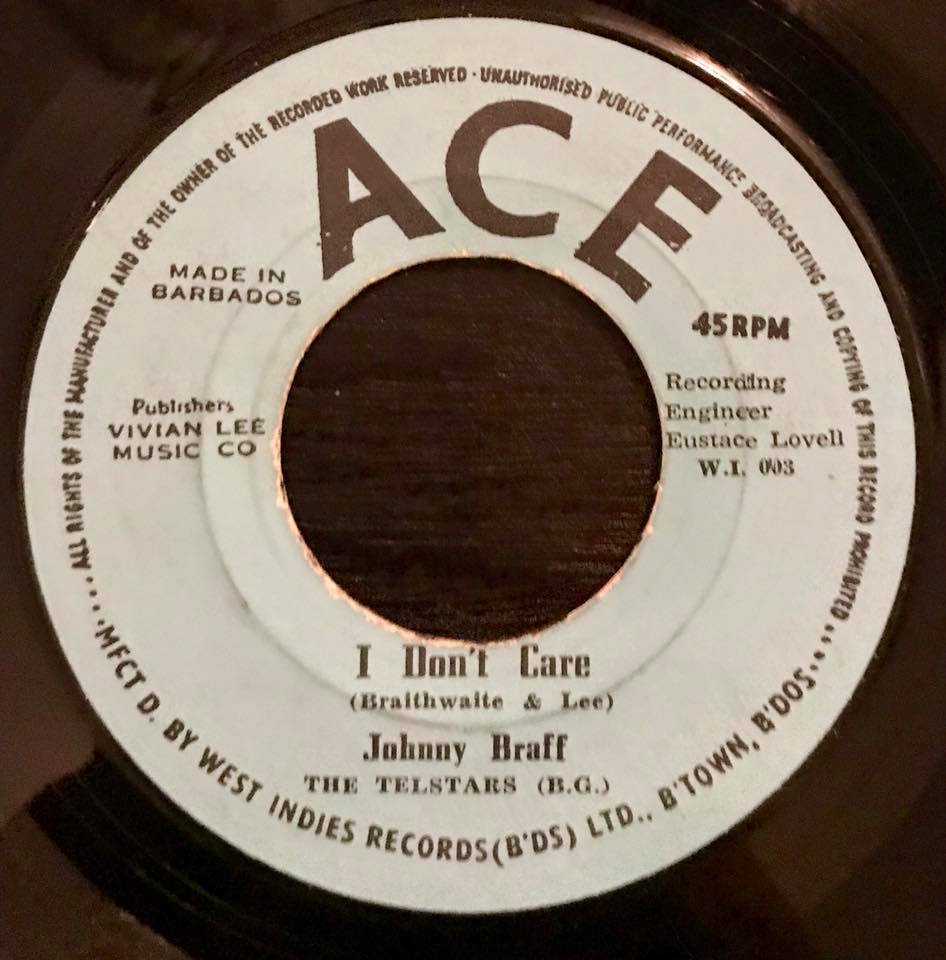 ALL RIGHTS OF THE MANUFACTURER AND OF THE OWNER OF THE RECORDED WORK RESERVED · UNAUTHORISED PUBLIC PERFORMANCE BROADCASTING AND COPYING OF THIS RECORD PROHIBITED
ACE
MADE IN
BARBADOS
45 RPM
Publishers
VIVIAN LEE
MUSIC CO
Recording
Engineer
Eustace Lovell
W.I. 003
I Don't Care
(Braithwaite & Lee)
Johnny Braff
THE TELSTARS (B.G.)
MFCT D. BY WEST INDIES RECORDS (B'DS) LTD., B'TOWN, B'DOS